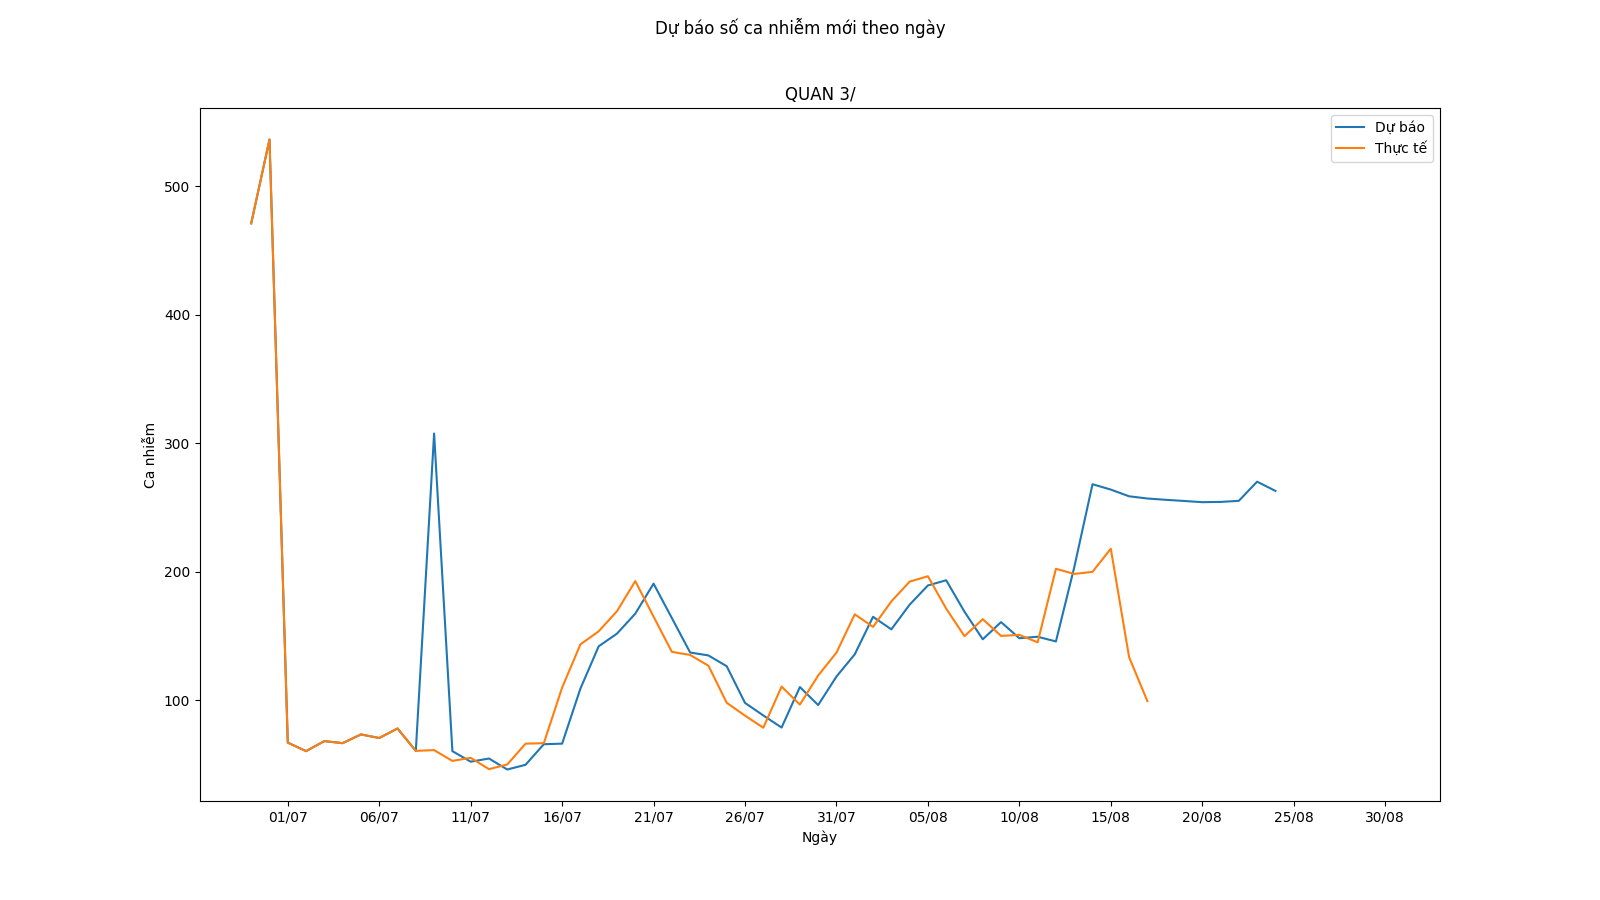 Dự báo số ca nhiễm mới theo ngày
QUAN 3/
Dự báo
Thực tế
500
400
300
200
100
Ca nhiễm
01/07 06/07 11/07 16/07 21/07 26/07 31/07 05/08 10/08 15/08 20/08 25/08 30/08
Ngày